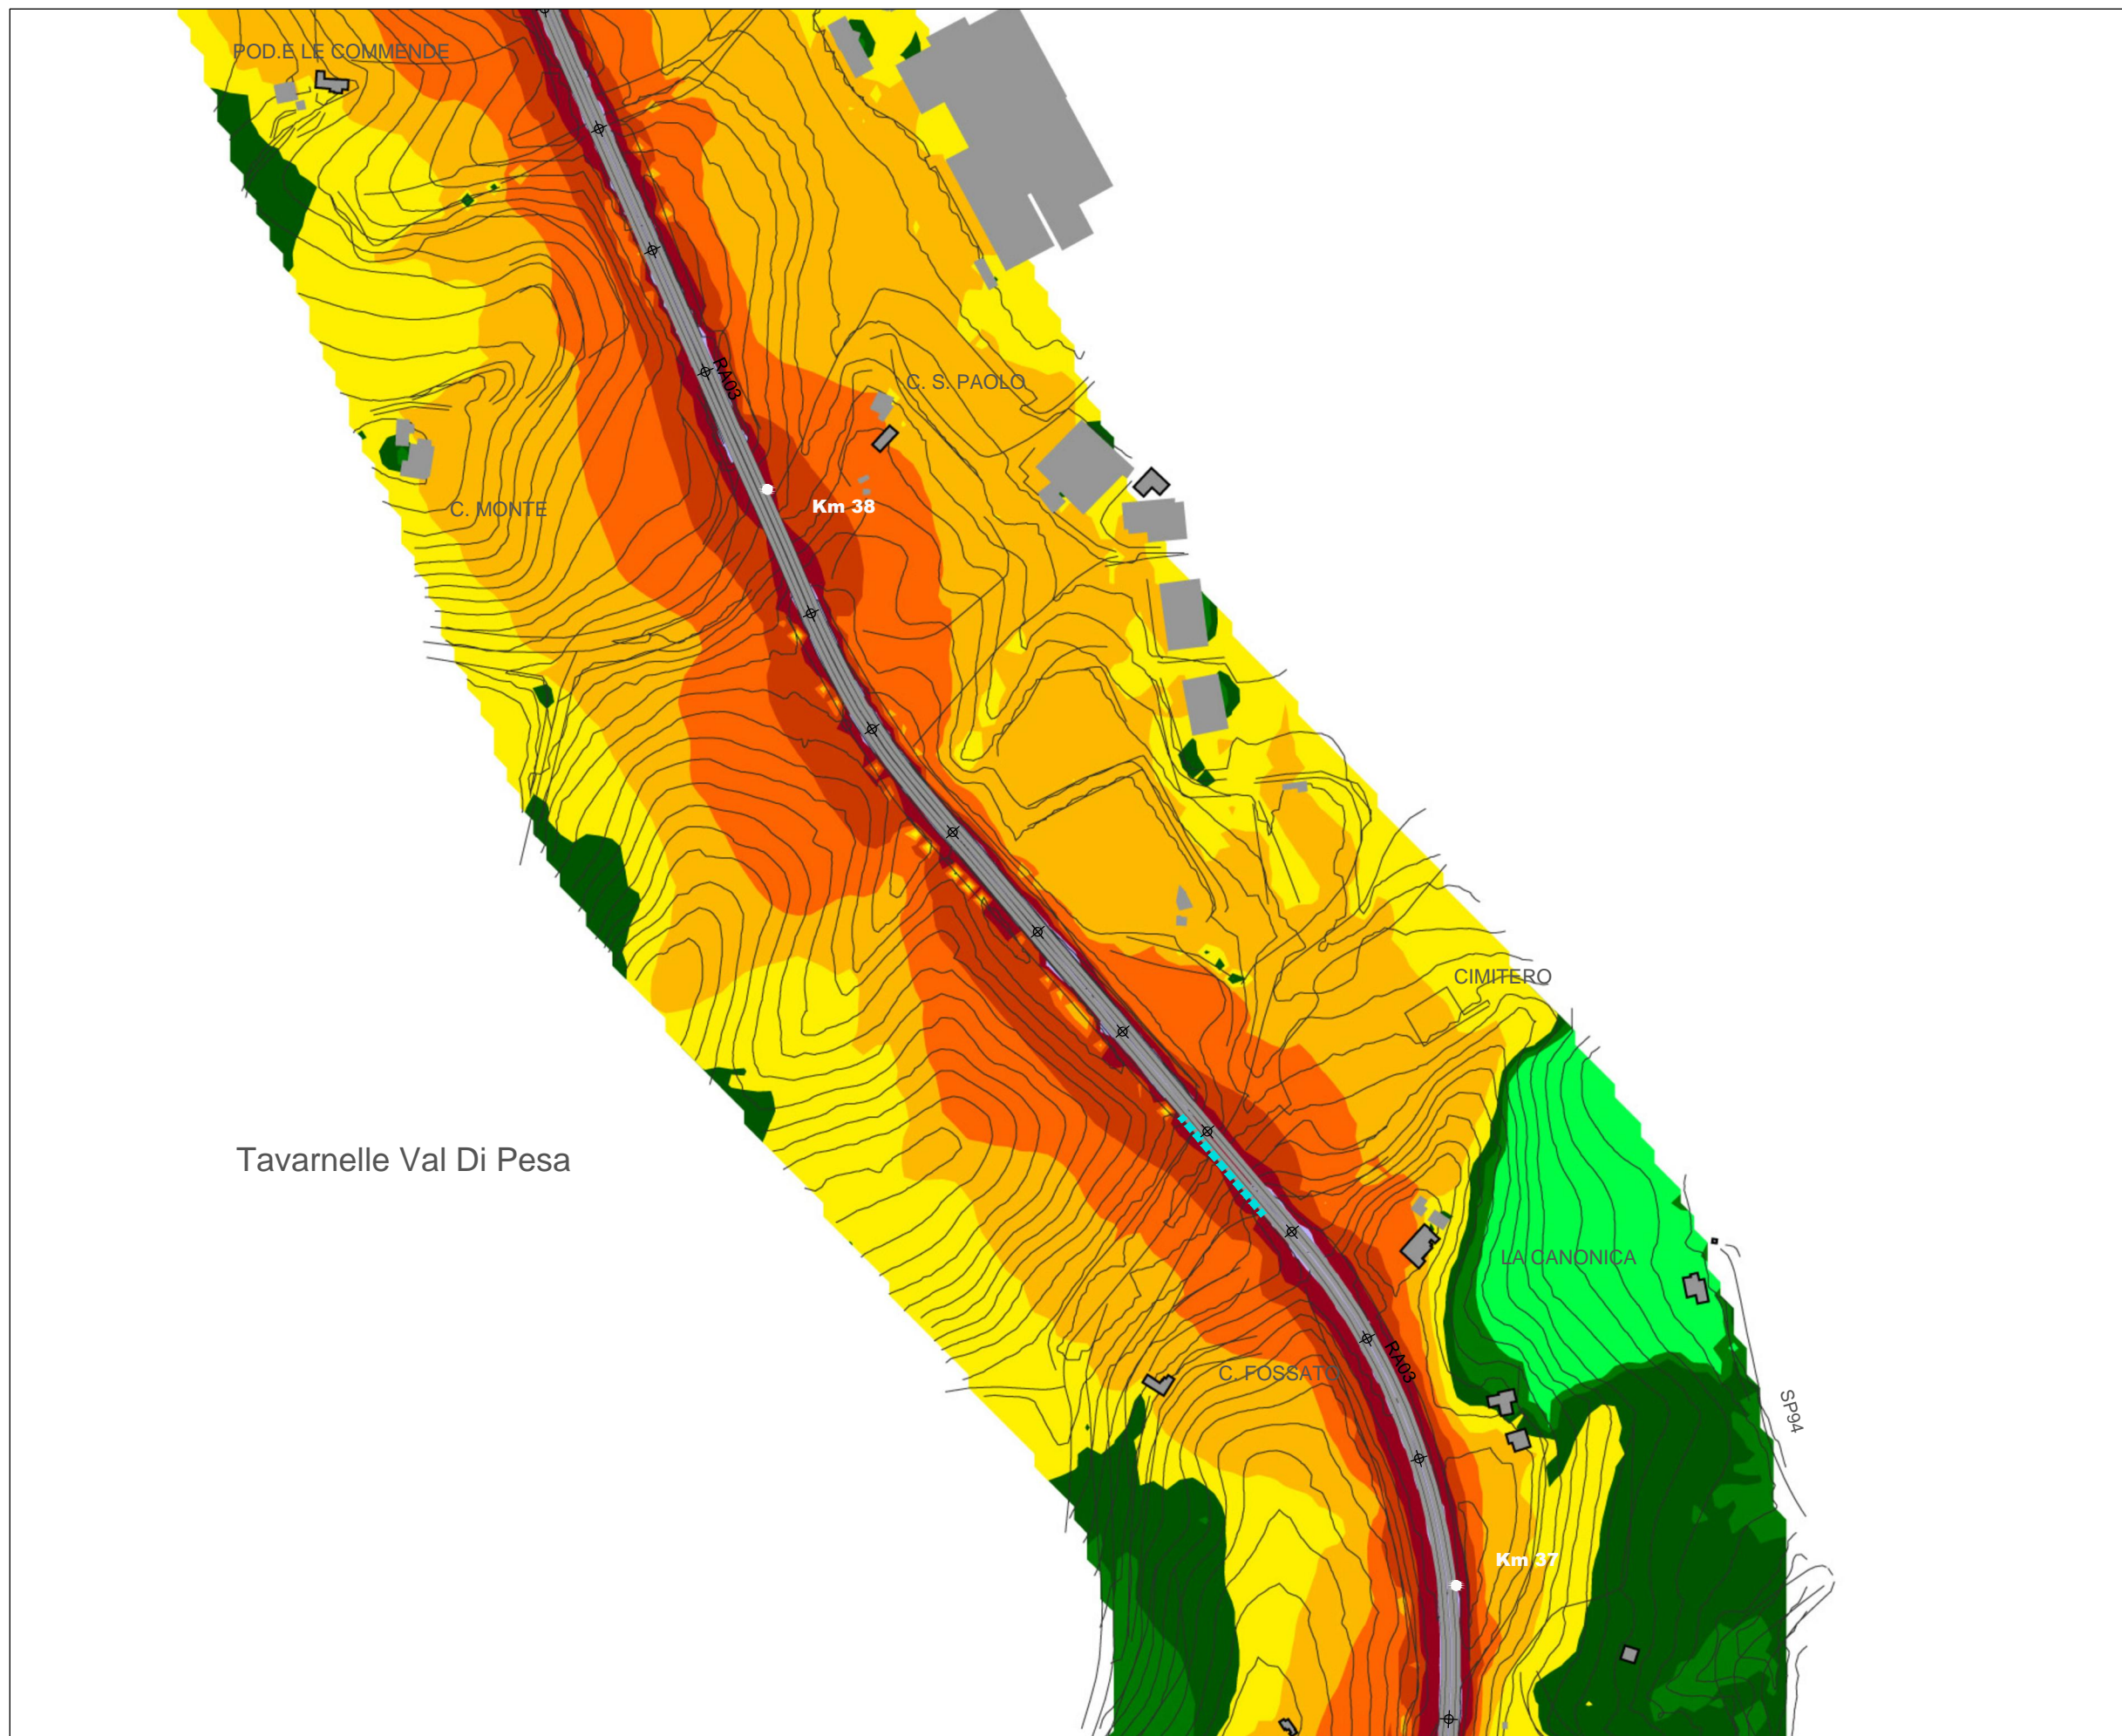 POD.E LE COMMENDE
RA03
C. S. PAOLO
Km 38
C. MONTE
CIMITERO
Tavarnelle Val Di Pesa
LA CANONICA
RA03
C. FOSSATO
SP94
Km 37